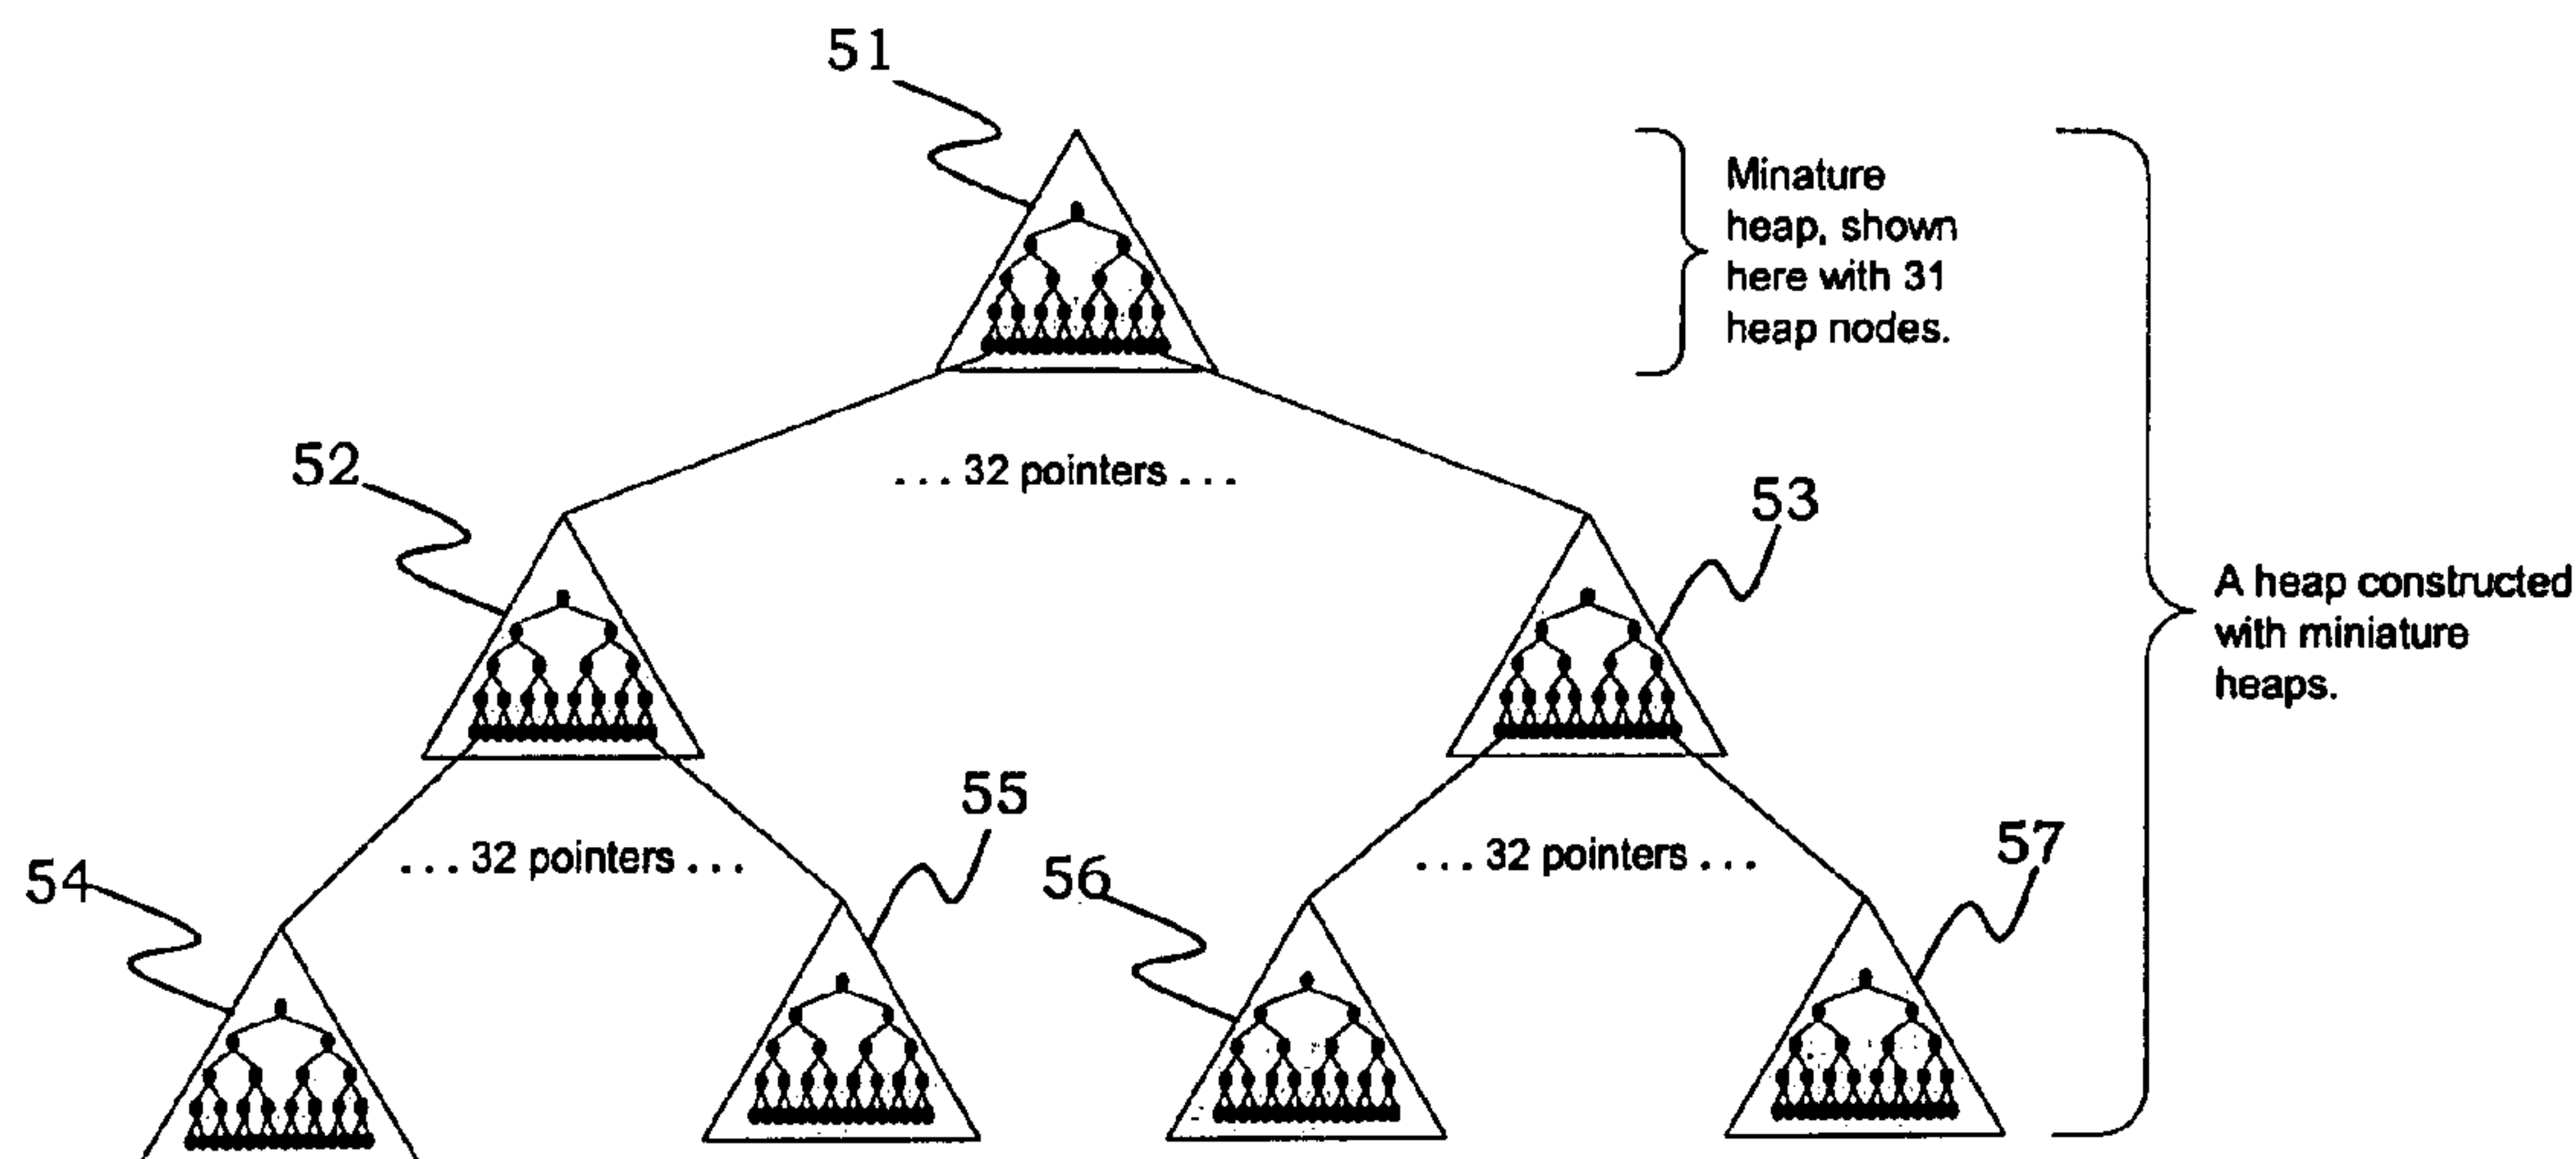 51
Minature
heap, shown
here with 31
heap nodes.
52
... 32 pointers ...
53
A heap constructed
with miniature
heaps.
54
... 32 pointers ...
55
56
... 32 pointers ...
57